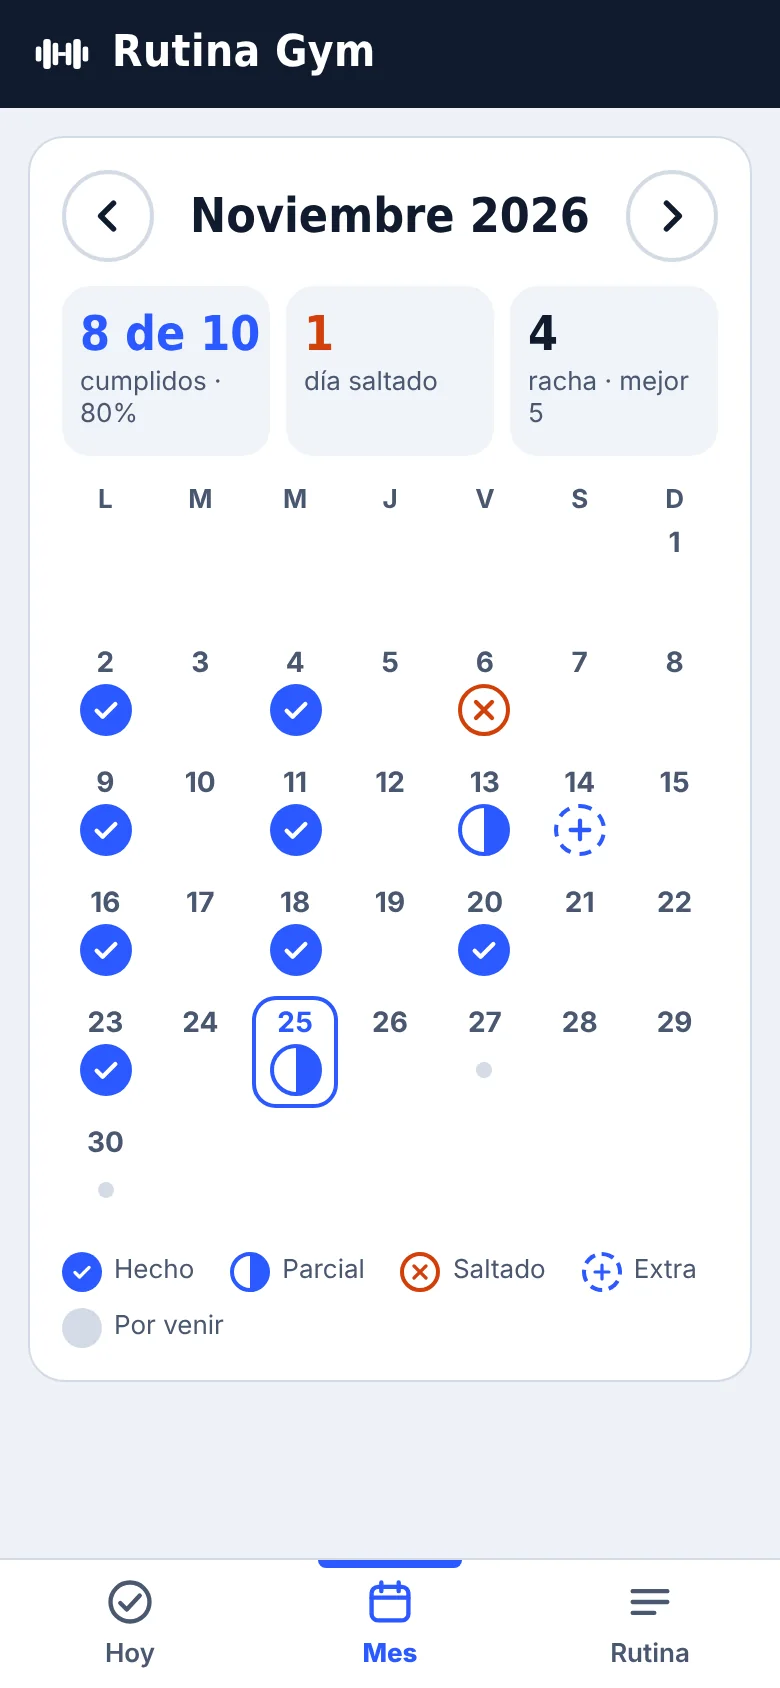 Rutina Gym
Noviembre 2026
8 de 10
cumplidos ·
80%
1
día saltado
4
racha · mejor
5
L M M J V S D
1
2 3 4 5 6 7 8
9 10 11 12 13 14 15
16 17 18 19 20 21 22
23 24 25 26 27 28 29
30
Hecho Parcial Saltado Extra
Por venir
Hoy Mes Rutina